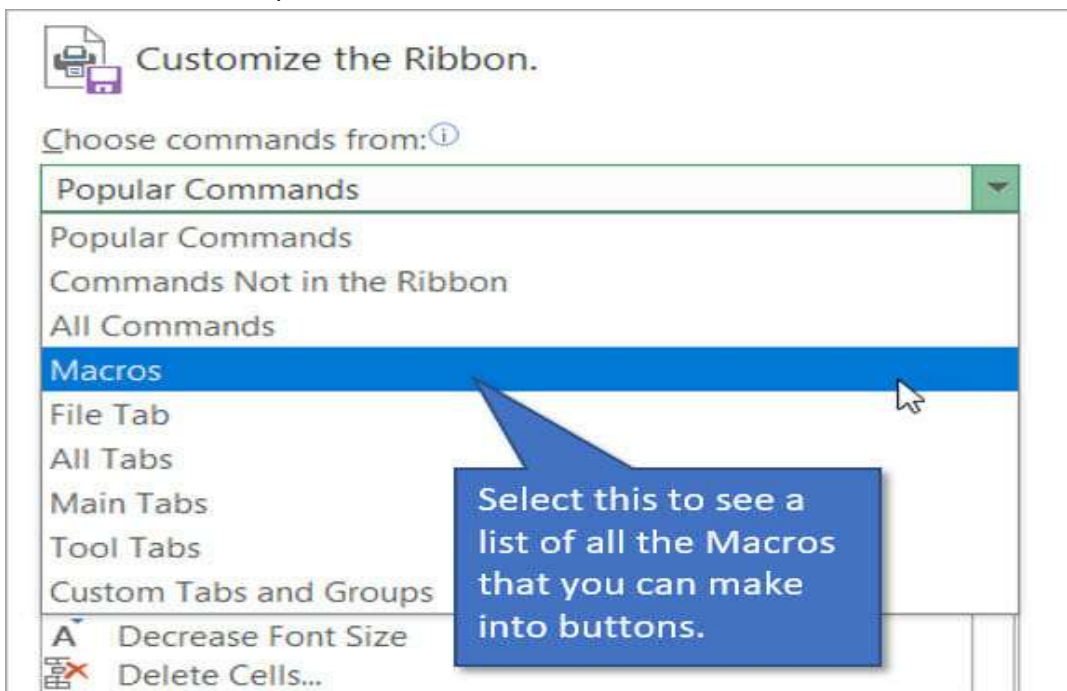 Customize the Ribbon.
Choose commands from:
Popular Commands
Popular Commands
Commands Not in the Ribbon
All Commands
Macros
File Tab
All Tabs
Main Tabs
Tool Tabs
Custom Tabs and Groups
Select this to see a
list of all the Macros
that you can make
into buttons.
Decrease Font Size
Delete Cells...